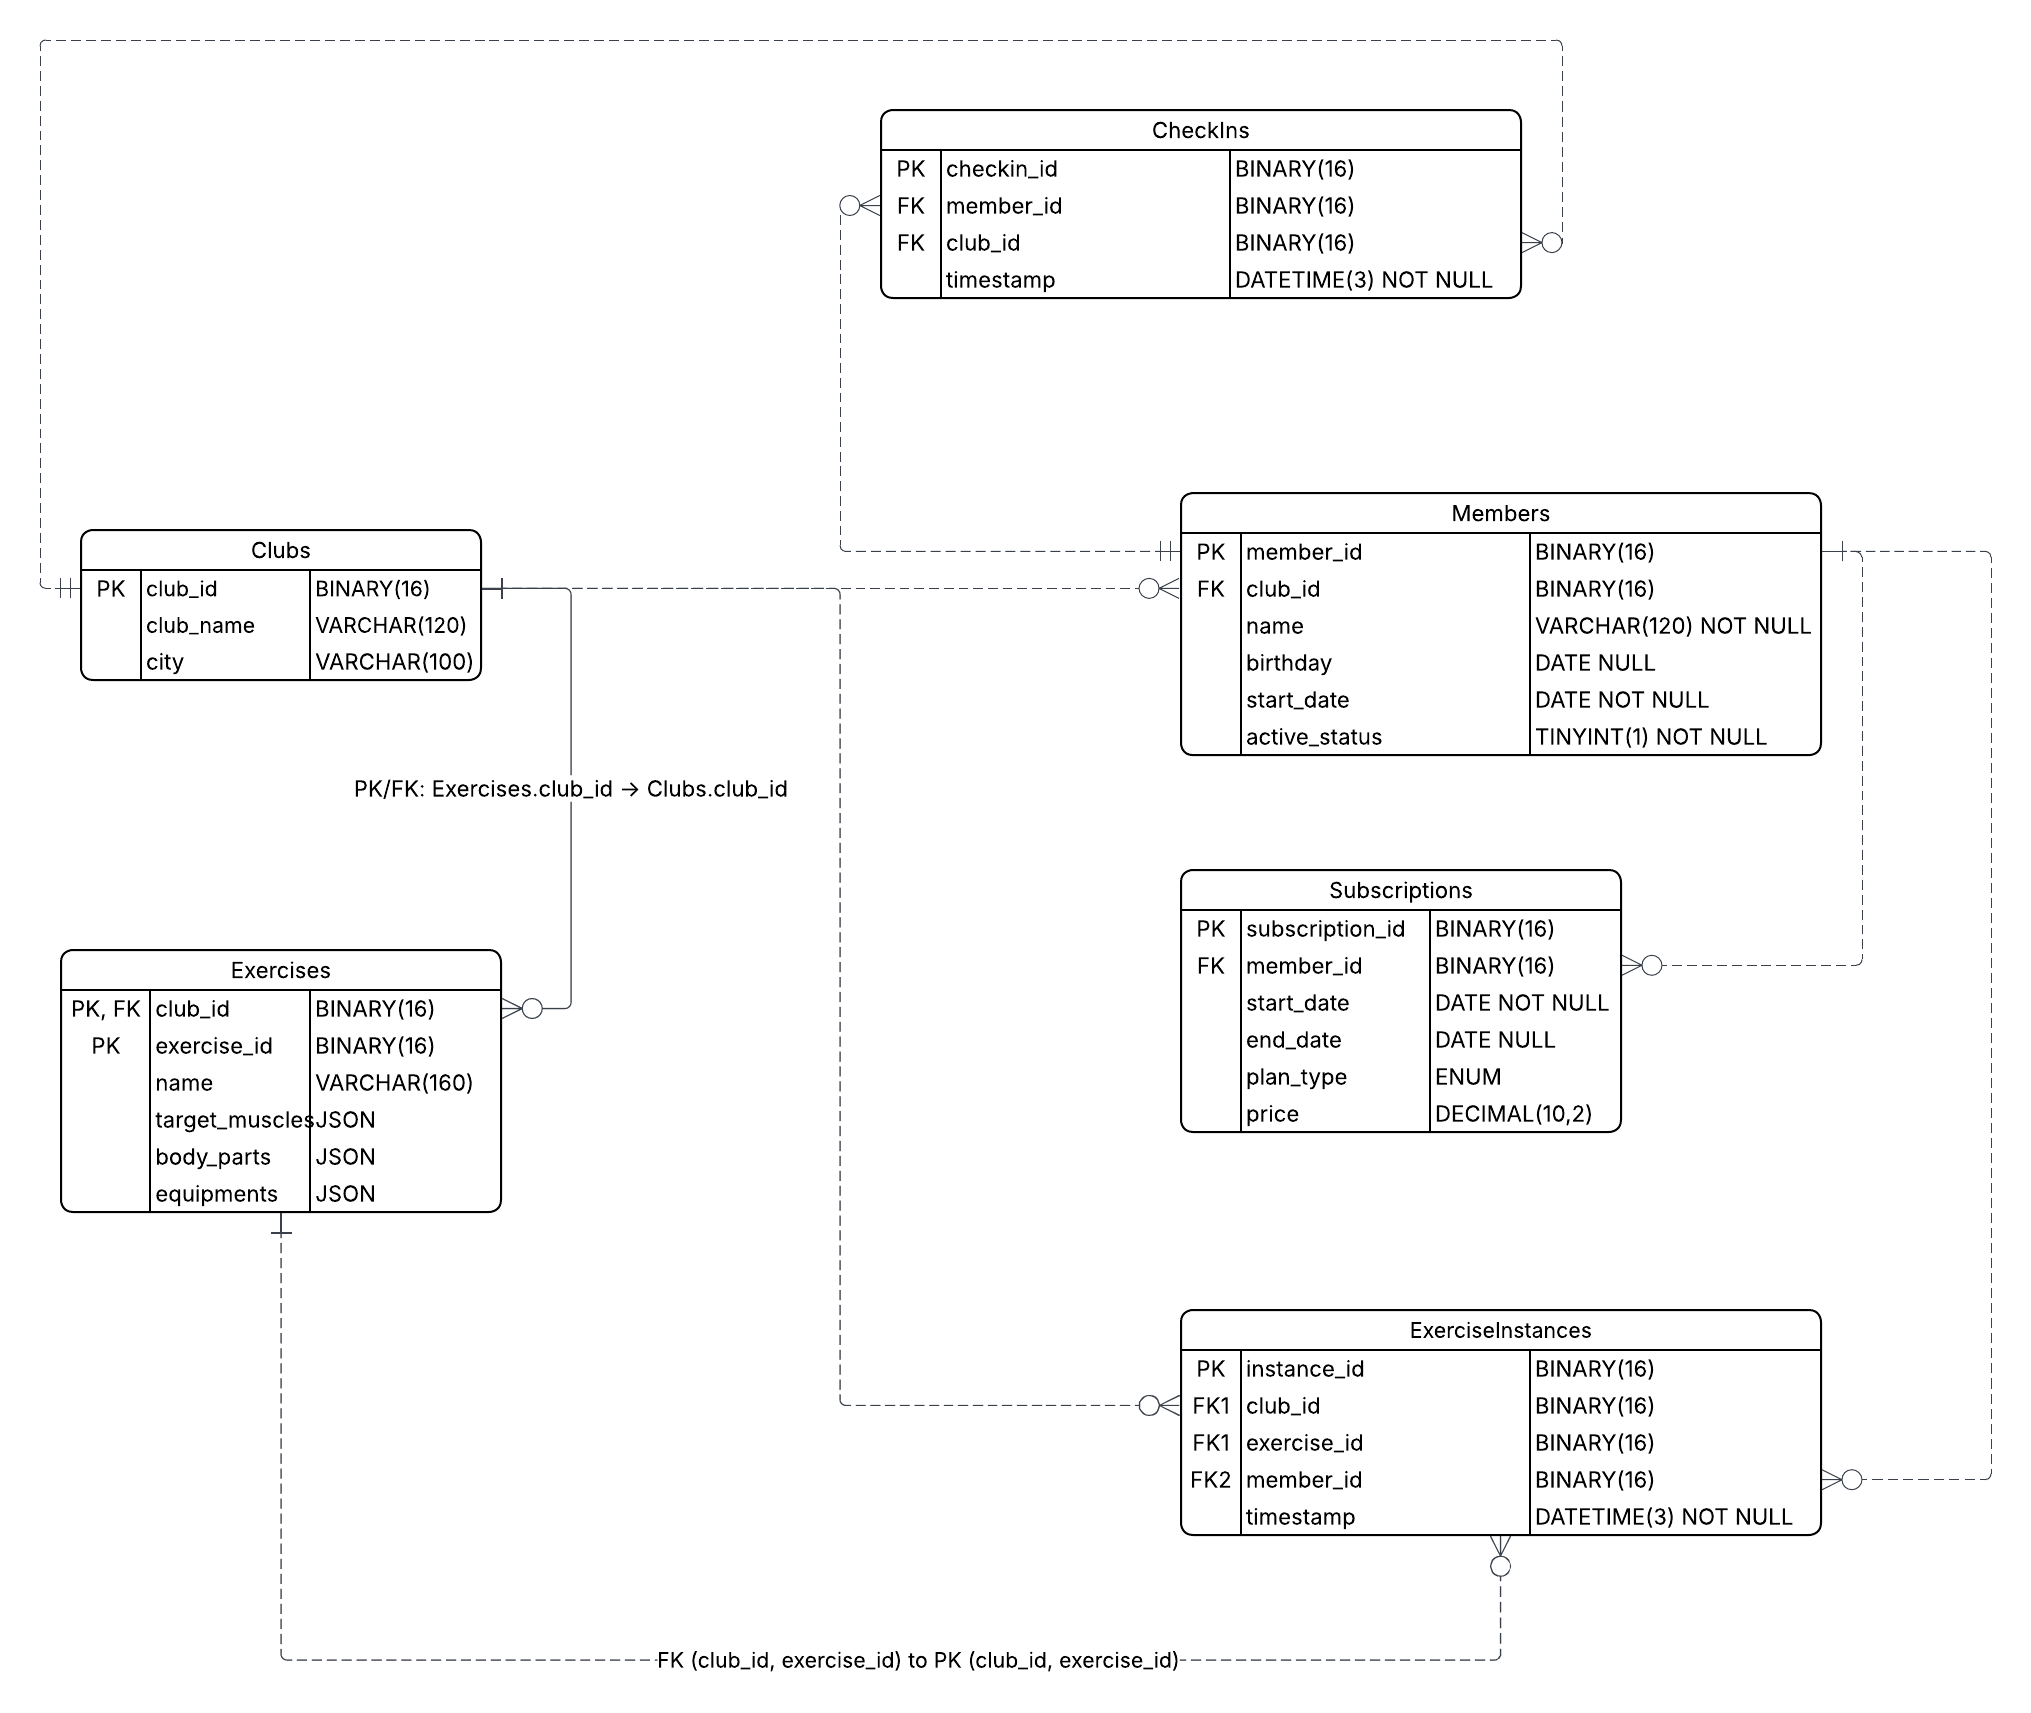 CheckIns
PK checkin_id BINARY(16)
FK member_id BINARY(16)
FK club_id BINARY(16)
timestamp DATETIME(3) NOT NULL
Clubs
PK club_id BINARY(16)
club_name VARCHAR(120)
city VARCHAR(100)
Members
PK member_id BINARY(16)
FK club_id BINARY(16)
name VARCHAR(120) NOT NULL
birthday DATE NULL
start_date DATE NOT NULL
active_status TINYINT(1) NOT NULL
PK/FK: Exercises.club_id → Clubs.club_id
Exercises
PK, FK club_id BINARY(16)
PK exercise_id BINARY(16)
name VARCHAR(160)
target_muscles JSON
body_parts JSON
equipments JSON
Subscriptions
PK subscription_id BINARY(16)
FK member_id BINARY(16)
start_date DATE NOT NULL
end_date DATE NULL
plan_type ENUM
price DECIMAL(10,2)
ExerciseInstances
PK instance_id BINARY(16)
FK1 club_id BINARY(16)
FK1 exercise_id BINARY(16)
FK2 member_id BINARY(16)
timestamp DATETIME(3) NOT NULL
FK (club_id, exercise_id) to PK (club_id, exercise_id)